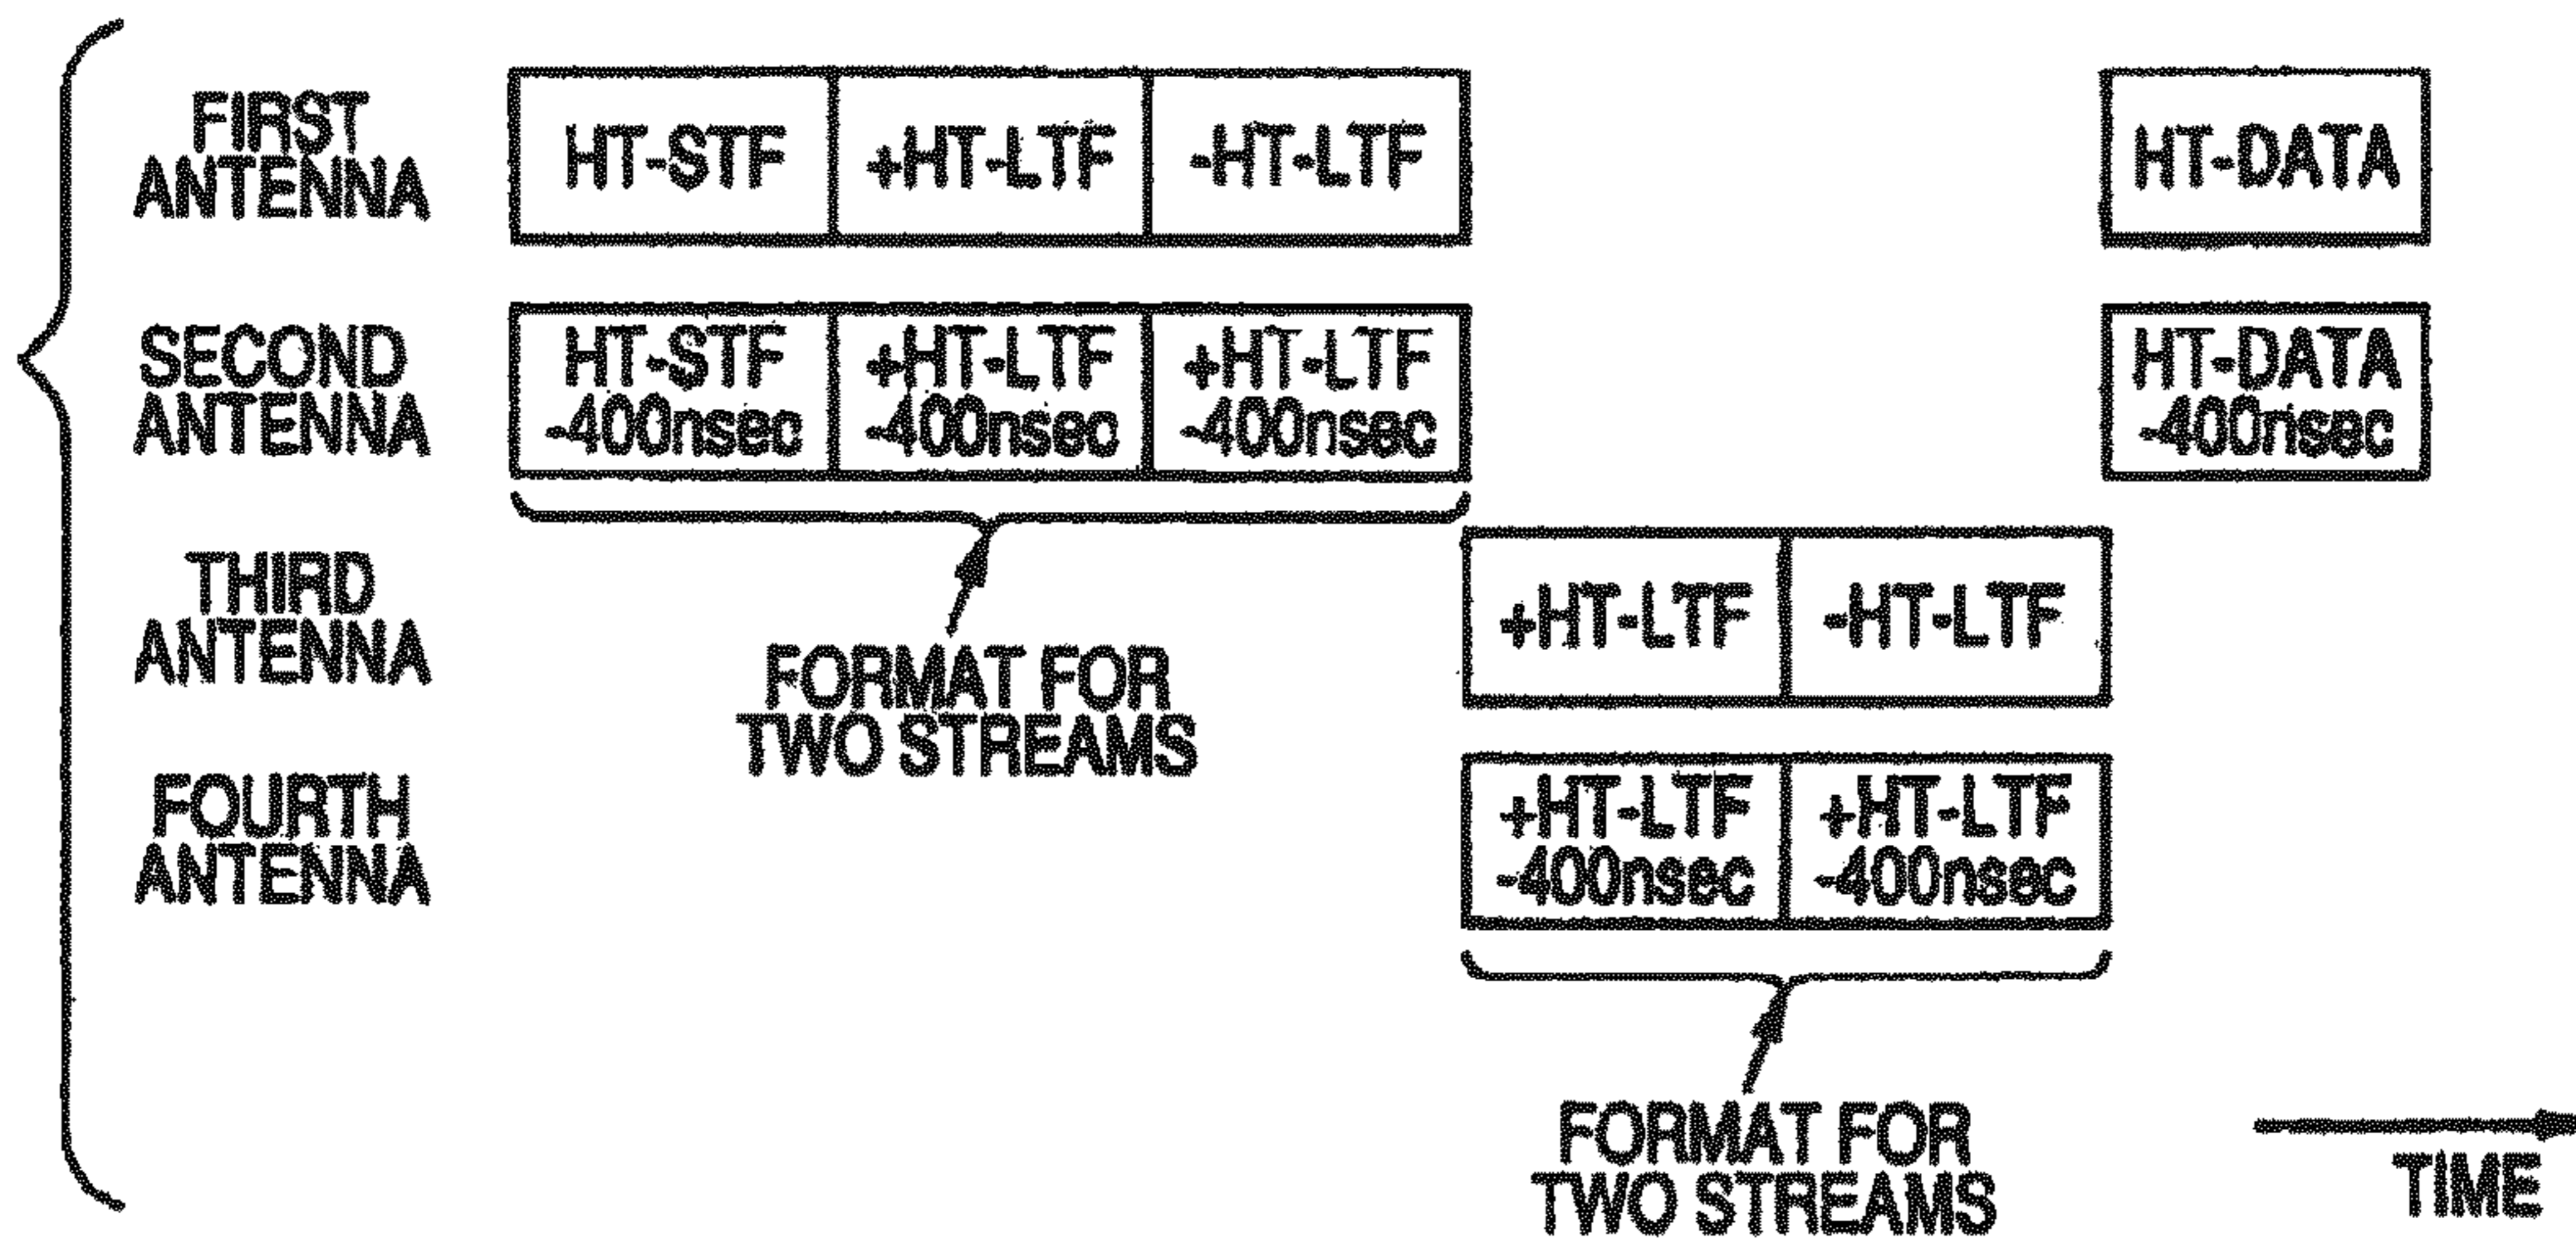 FIRST
ANTENNA
HT-STF
+HT-LTF
-HT-LTF
HT-DATA
SECOND
ANTENNA
HT-STF
-400nsec
+HT-LTF
-400nsec
+HT-LTF
-400nsec
HT-DATA
-400nsec
THIRD
ANTENNA
+HT-LTF
-HT-LTF
FORMAT FOR
TWO STREAMS
FOURTH
ANTENNA
+HT-LTF
-400nsec
+HT-LTF
-400nsec
FORMAT FOR
TWO STREAMS
TIME